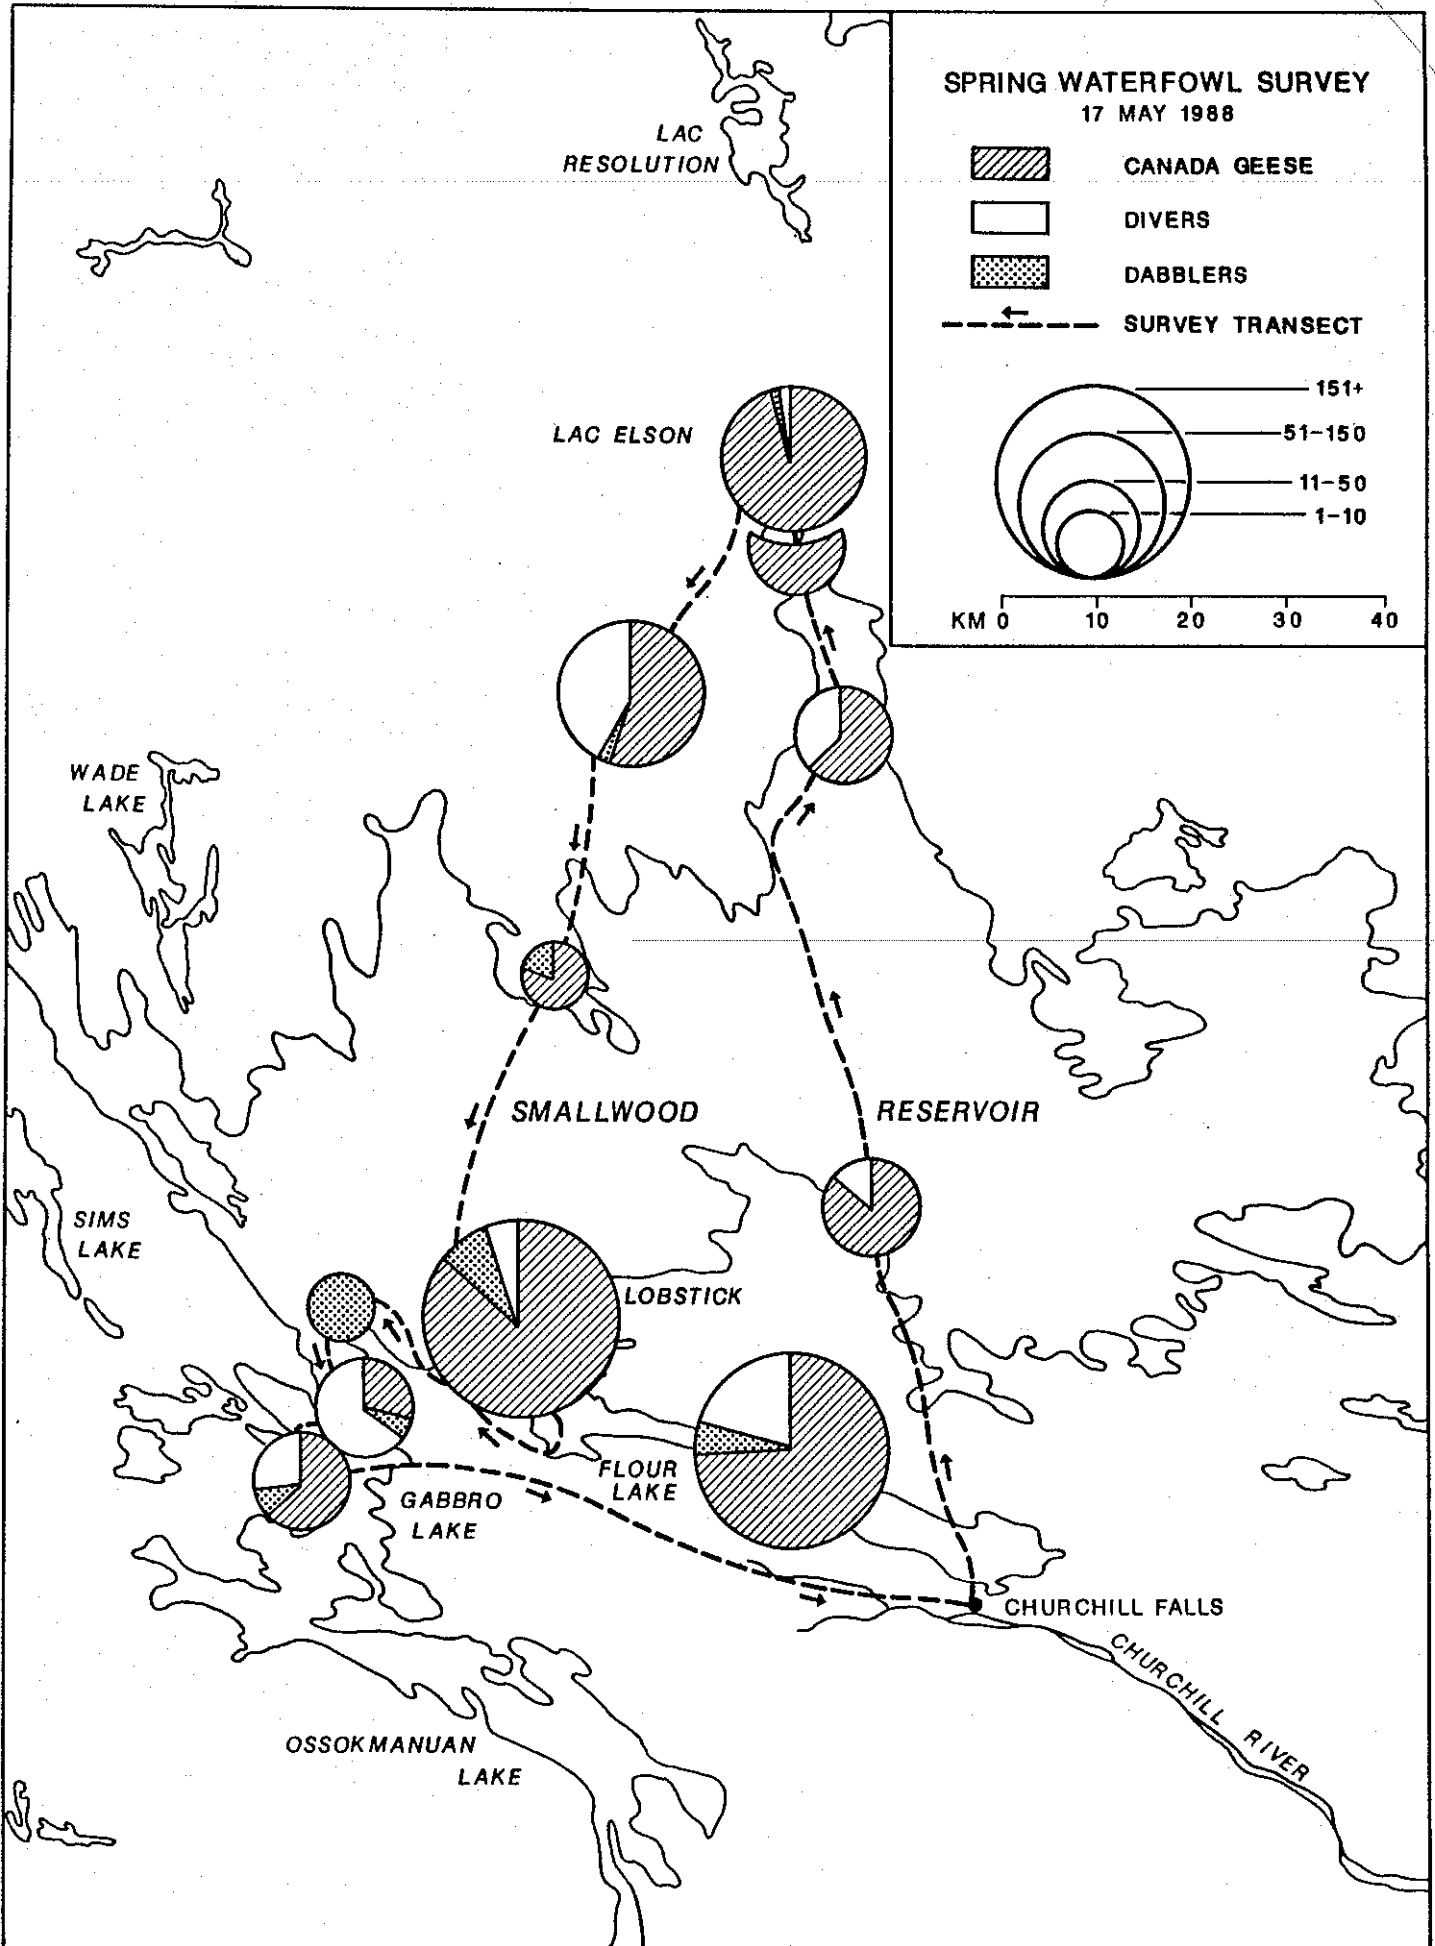 SPRING WATERFOWL SURVEY
17 MAY 1988
CANADA GEESE
DIVERS
DABBLERS
SURVEY TRANSECT
151+
51-150
11-50
1-10
KM 0 10 20 30 40
LAC
RESOLUTION
LAC ELSON
WADE
LAKE
SMALLWOOD RESERVOIR
SIMS
LAKE
LOBSTICK
FLOUR
LAKE
GABBRO
LAKE
CHURCHILL FALLS
CHURCHILL RIVER
OSSOKMANUAN
LAKE